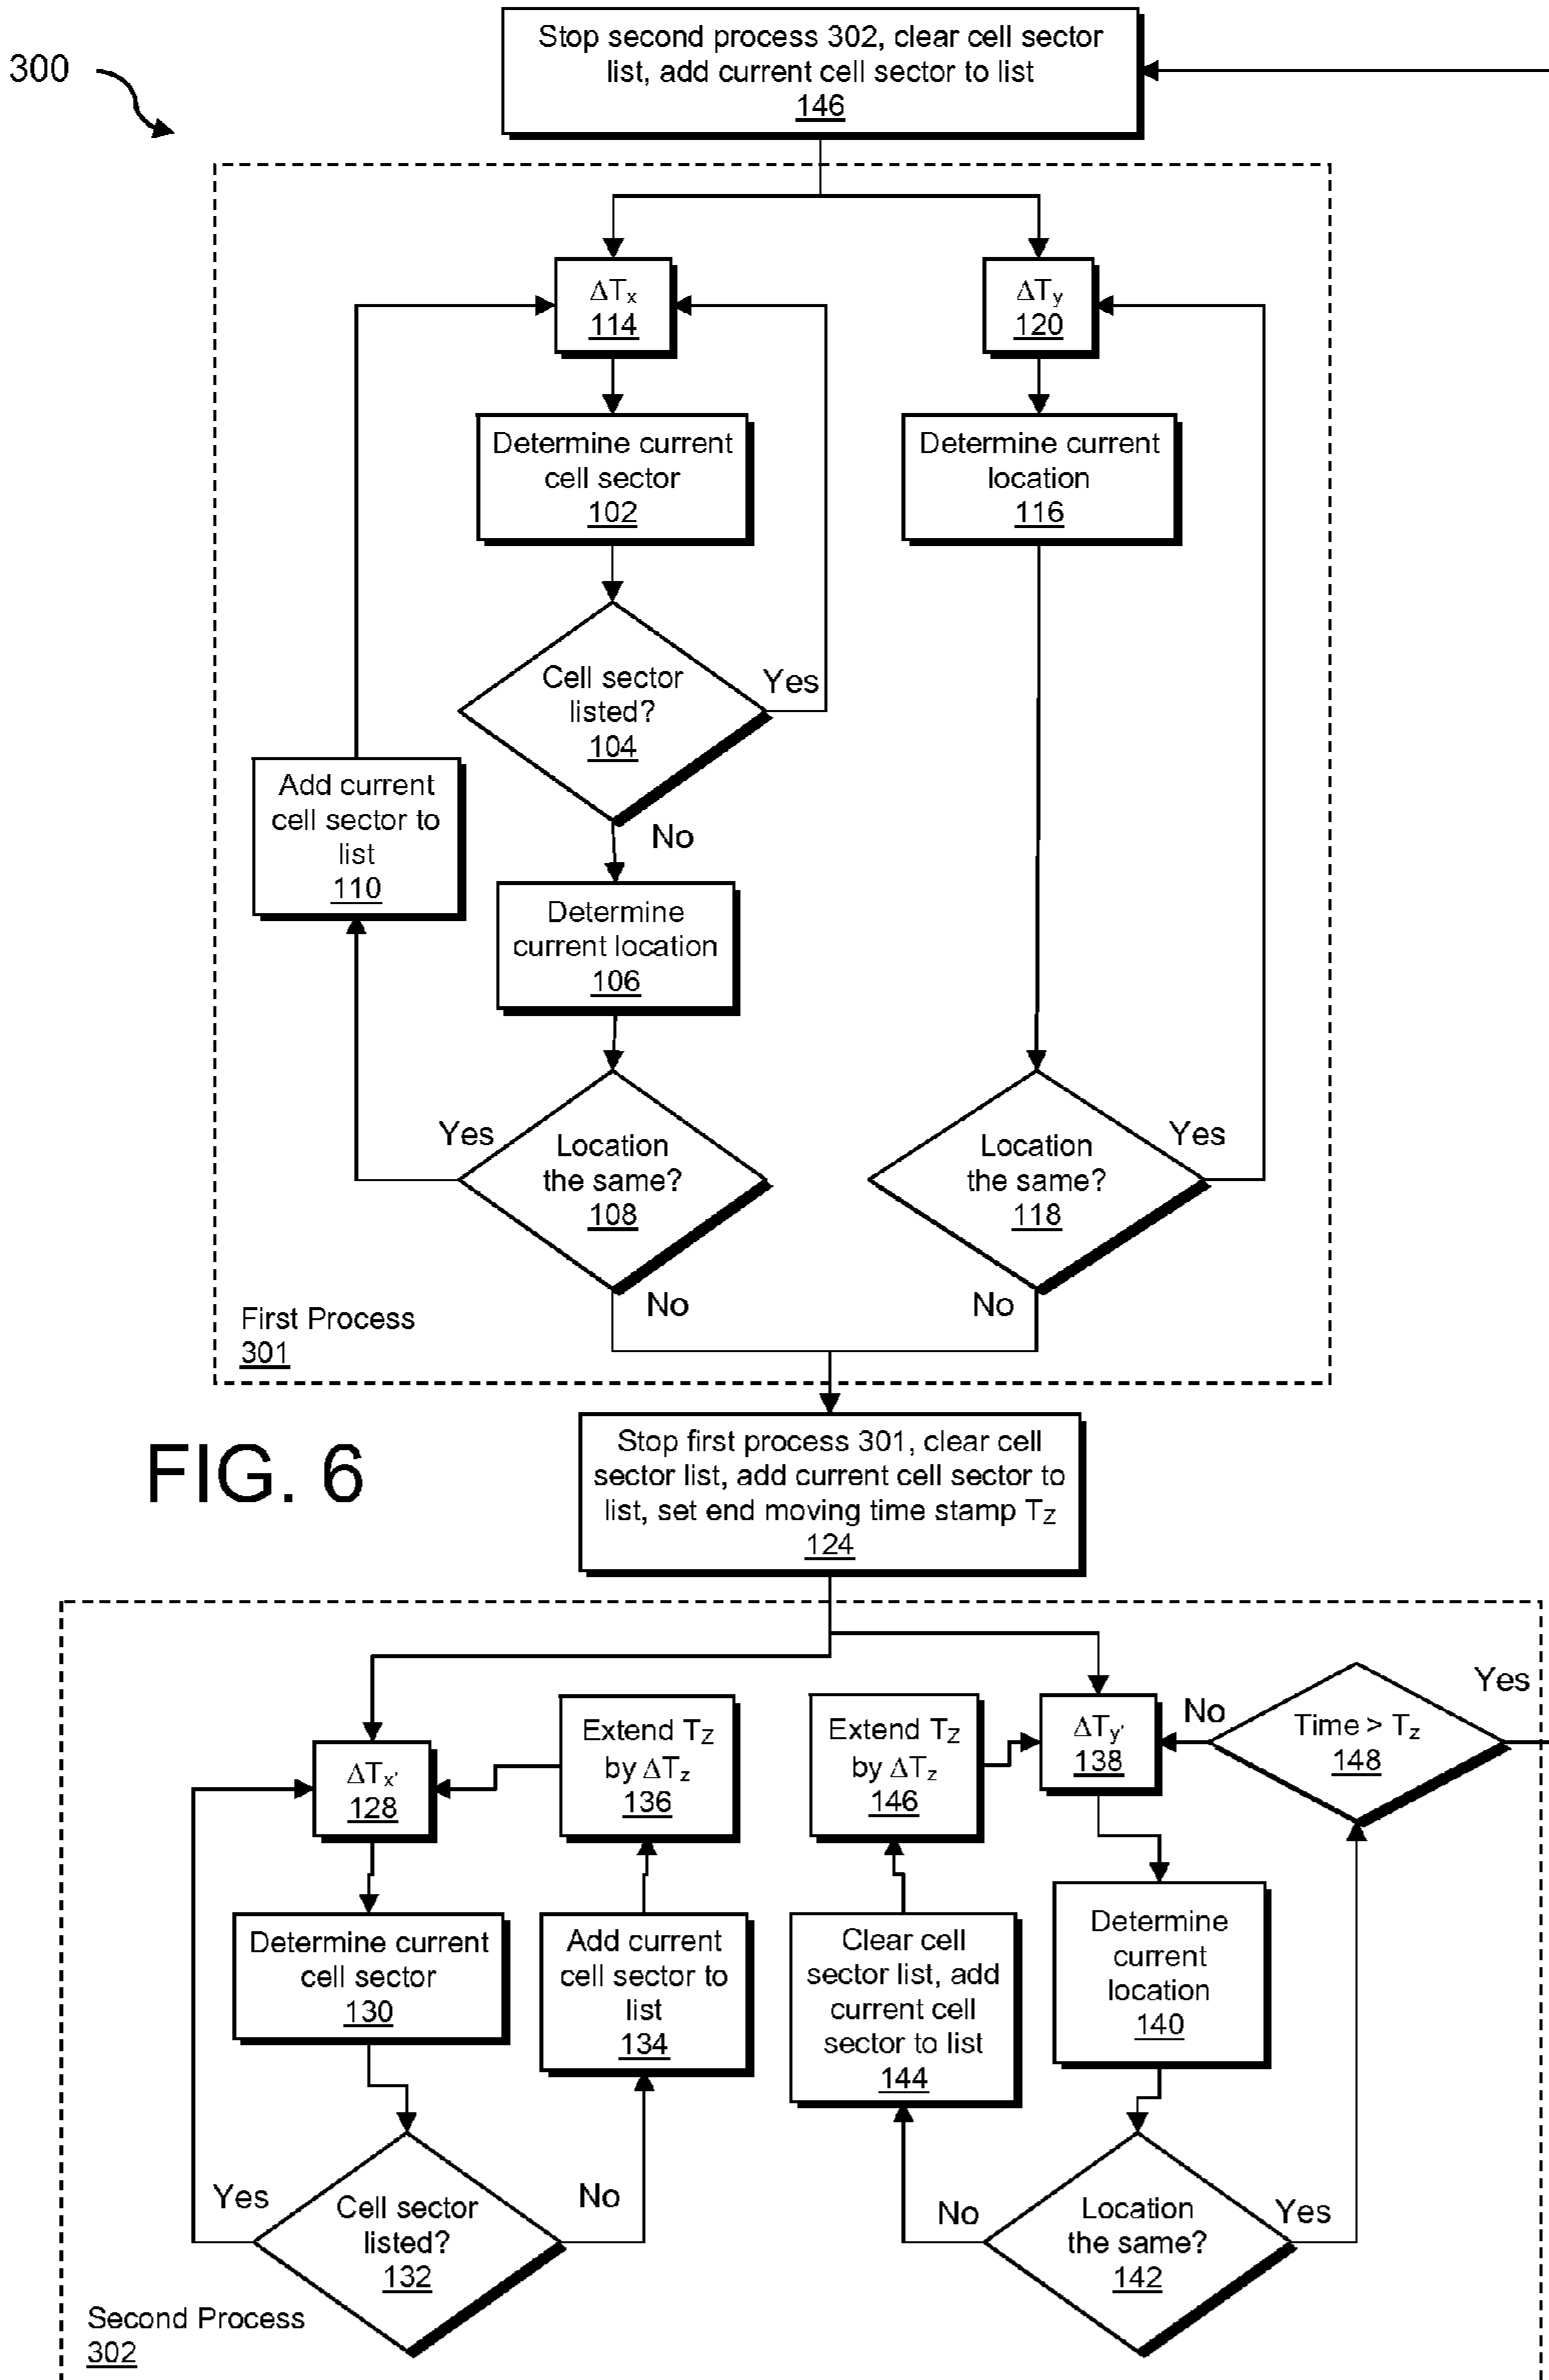 300
Stop second process 302, clear cell sector
list, add current cell sector to list
146
ΔTx
114
ΔTy
120
Determine current
cell sector
102
Determine current
location
116
Cell sector
listed?
104
Yes
No
Add current
cell sector to
list
110
Determine
current location
106
Yes
Location
the same?
108
No
Location
the same?
118
Yes
No
First Process
301
FIG. 6
Stop first process 301, clear cell
sector list, add current cell sector to
list, set end moving time stamp TZ
124
ΔTx'
128
Extend TZ
by ΔTz
136
Extend TZ
by ΔTz
146
ΔTy'
138
No
Time > Tz
148
Yes
Determine current
cell sector
130
Add current
cell sector to
list
134
Clear cell
sector list, add
current cell
sector to list
144
Determine
current
location
140
Yes
Cell sector
listed?
132
No
No
Location
the same?
142
Yes
Second Process
302